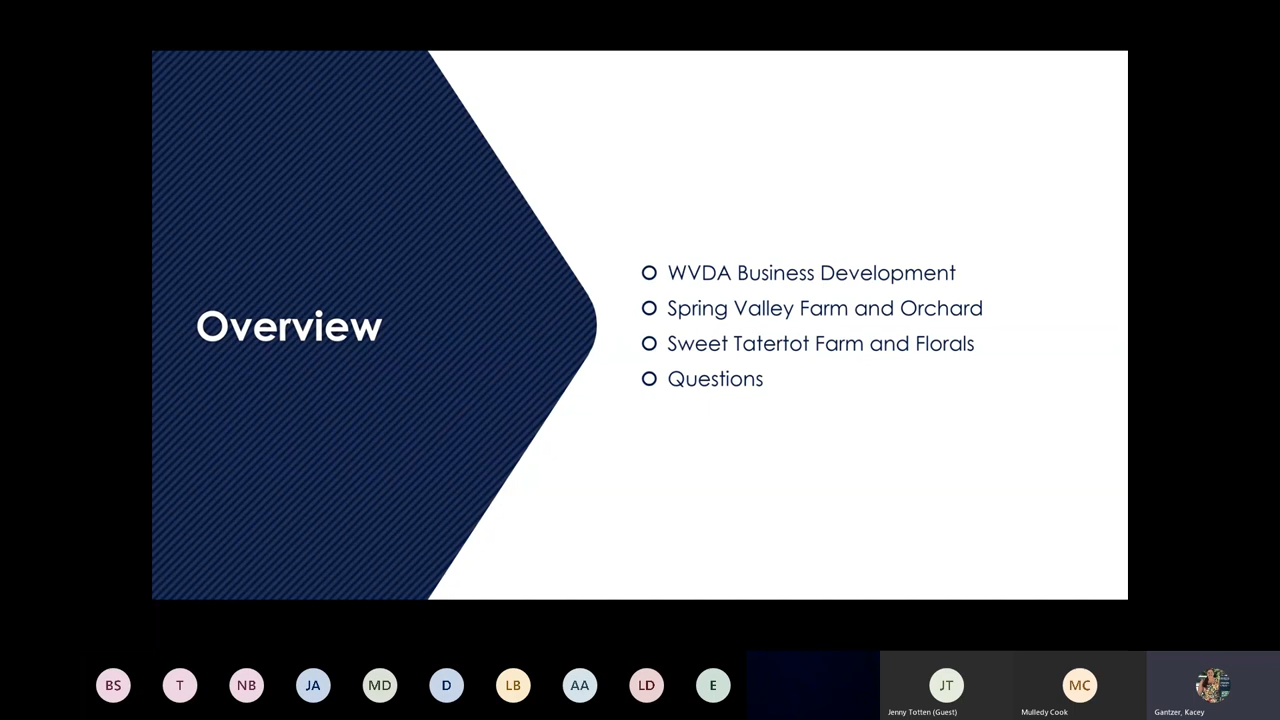 Overview
WVDA Business Development
Spring Valley Farm and Orchard
Sweet Tatertot Farm and Florals
Questions
BS
T
NB
JA
MD
D
LB
AA
LD
E
JT
MC
Jenny Totten (Guest)
Mulledy Cook
Gantzer, Kacey